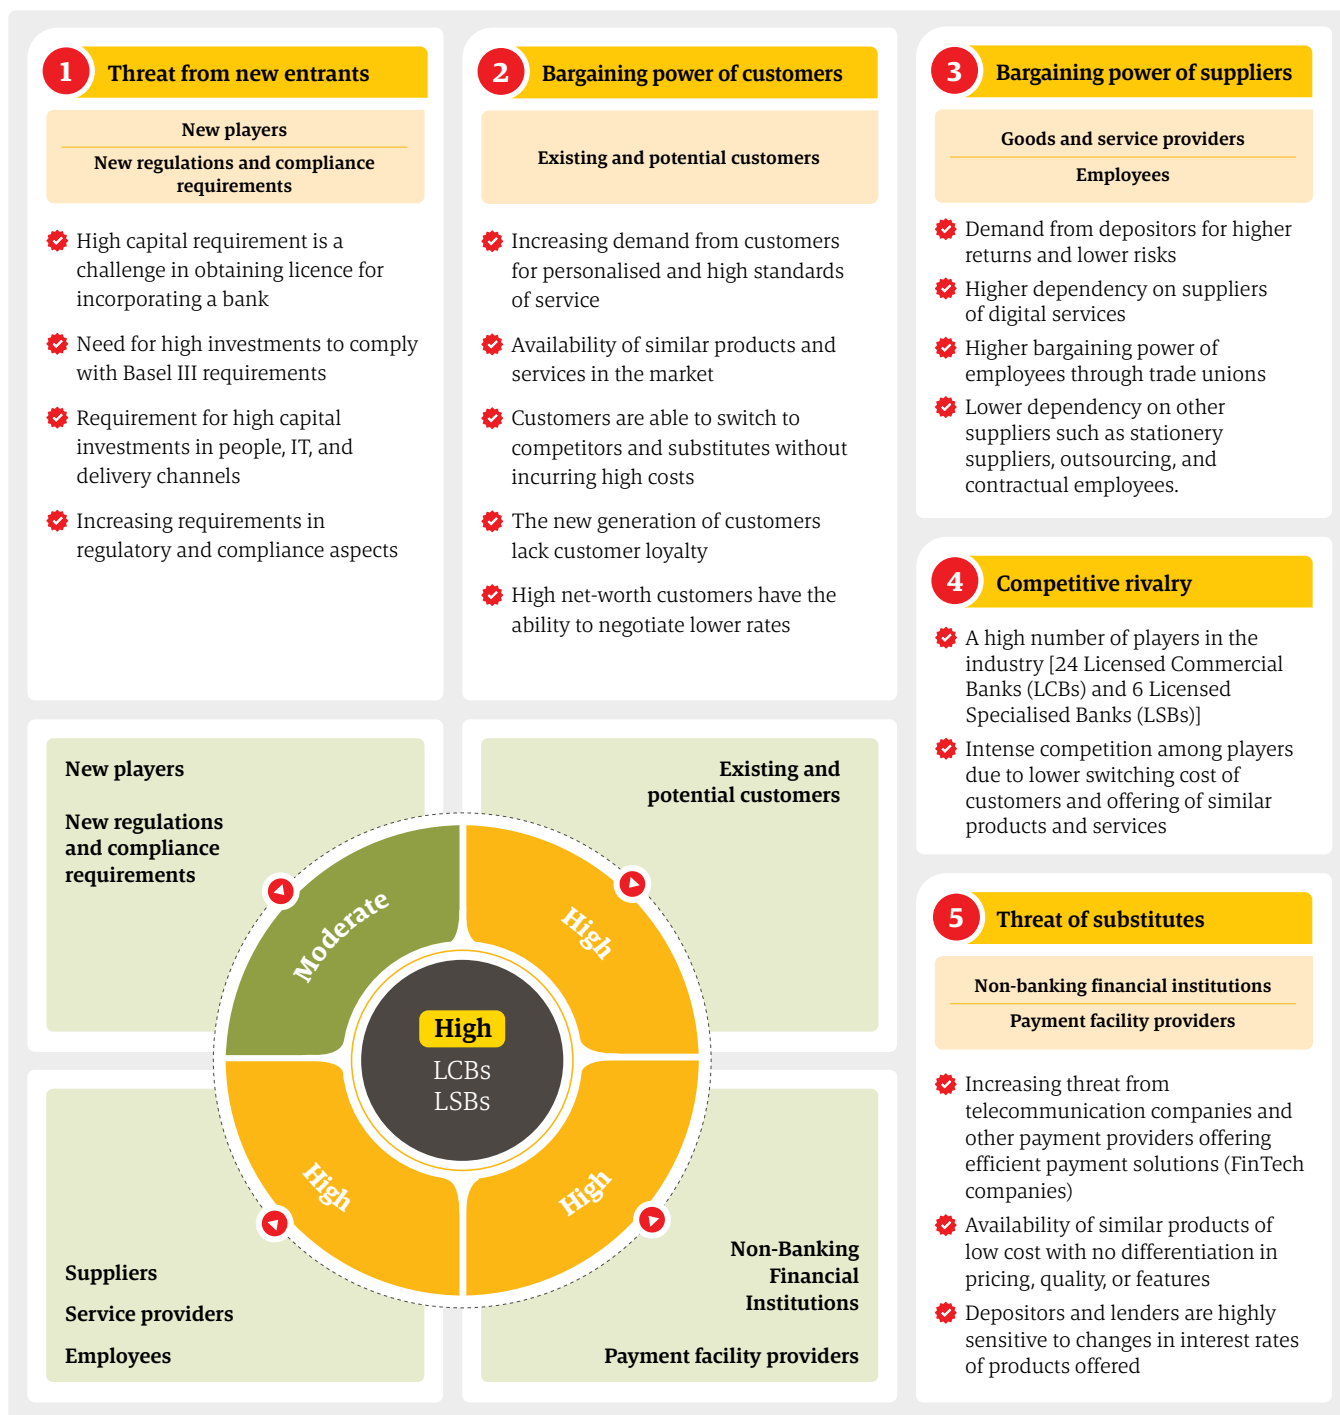 1
Threat from new entrants
New players
New regulations and compliance
requirements
High capital requirement is a
challenge in obtaining licence for
incorporating a bank
Need for high investments to comply
with Basel III requirements
Requirement for high capital
investments in people, IT, and
delivery channels
Increasing requirements in
regulatory and compliance aspects
2
Bargaining power of customers
Existing and potential customers
Increasing demand from customers
for personalised and high standards
of service
Availability of similar products and
services in the market
Customers are able to switch to
competitors and substitutes without
incurring high costs
The new generation of customers
lack customer loyalty
High net-worth customers have the
ability to negotiate lower rates
3
Bargaining power of suppliers
Goods and service providers
Employees
Demand from depositors for higher
returns and lower risks
Higher dependency on suppliers
of digital services
Higher bargaining power of
employees through trade unions
Lower dependency on other
suppliers such as stationery
suppliers, outsourcing, and
contractual employees.
4
Competitive rivalry
A high number of players in the
industry [24 Licensed Commercial
Banks (LCBs) and 6 Licensed
Specialised Banks (LSBs)]
Intense competition among players
due to lower switching cost of
customers and offering of similar
products and services
5
Threat of substitutes
Non-banking financial institutions
Payment facility providers
Increasing threat from
telecommunication companies and
other payment providers offering
efficient payment solutions (FinTech
companies)
Availability of similar products of
low cost with no differentiation in
pricing, quality, or features
Depositors and lenders are highly
sensitive to changes in interest rates
of products offered
New players
New regulations
and compliance
requirements
Existing and
potential customers
Moderate
High
High
LCBs
LSBs
High
High
Suppliers
Service providers
Employees
Non-Banking
Financial
Institutions
Payment facility providers